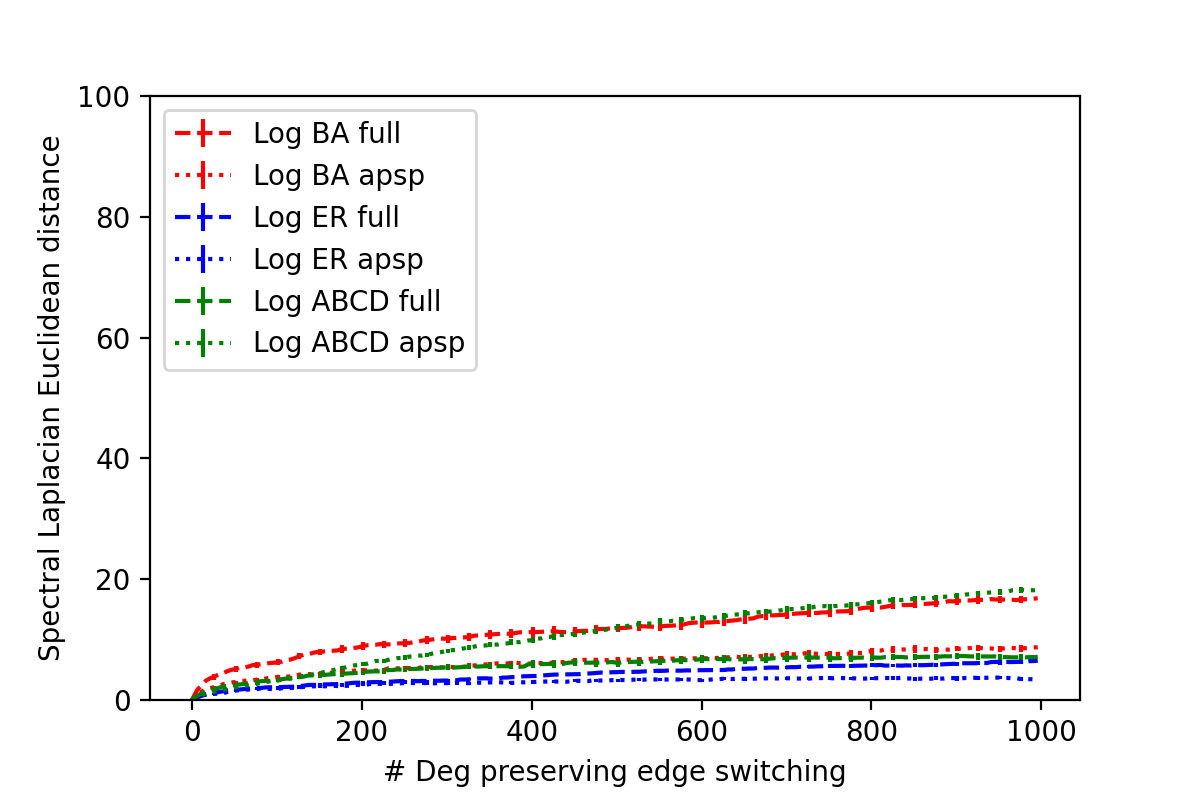 100
80
60
40
20
0
Spectral Laplacian Euclidean distance
Log BA full
Log BA apsp
Log ER full
Log ER apsp
Log ABCD full
Log ABCD apsp
0 200 400 600 800 1000
# Deg preserving edge switching